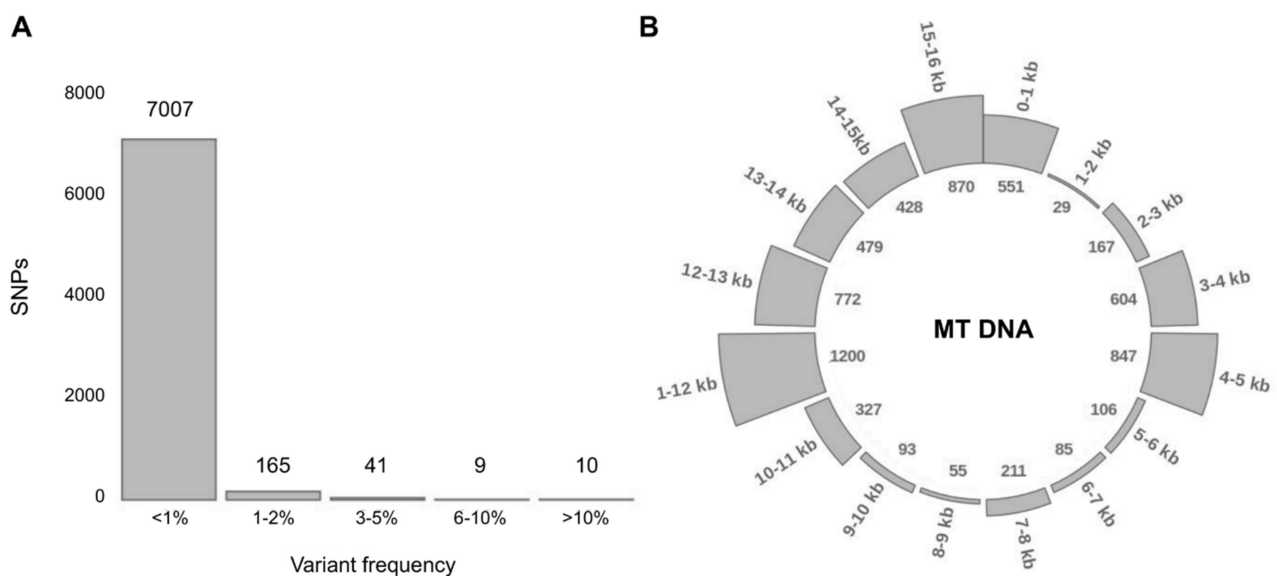 A
8000
7007
6000
4000
2000
0
SNPs
165
41
9
10
<1%
1-2%
3-5%
6-10%
>10%
Variant frequency
B
15-16 kb
0-1 kb
14-15kb
1-2 kb
13-14 kb
2-3 kb
12-13 kb
3-4 kb
1-12 kb
4-5 kb
10-11 kb
5-6 kb
9-10 kb
6-7 kb
8-9 kb
7-8 kb
870
551
428
29
479
167
772
604
MT DNA
1200
847
327
106
93
85
55
211